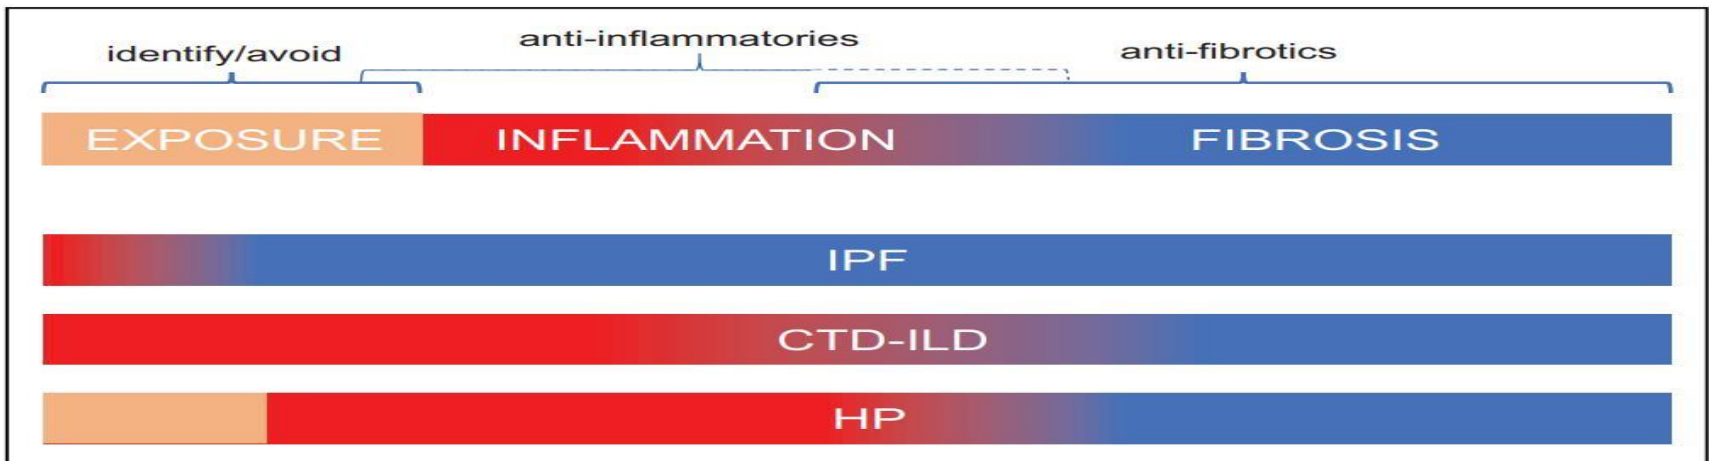 identify/avoid
anti-inflammatories
anti-fibrotics
EXPOSURE
INFLAMMATION
FIBROSIS
IPF
CTD-ILD
HP